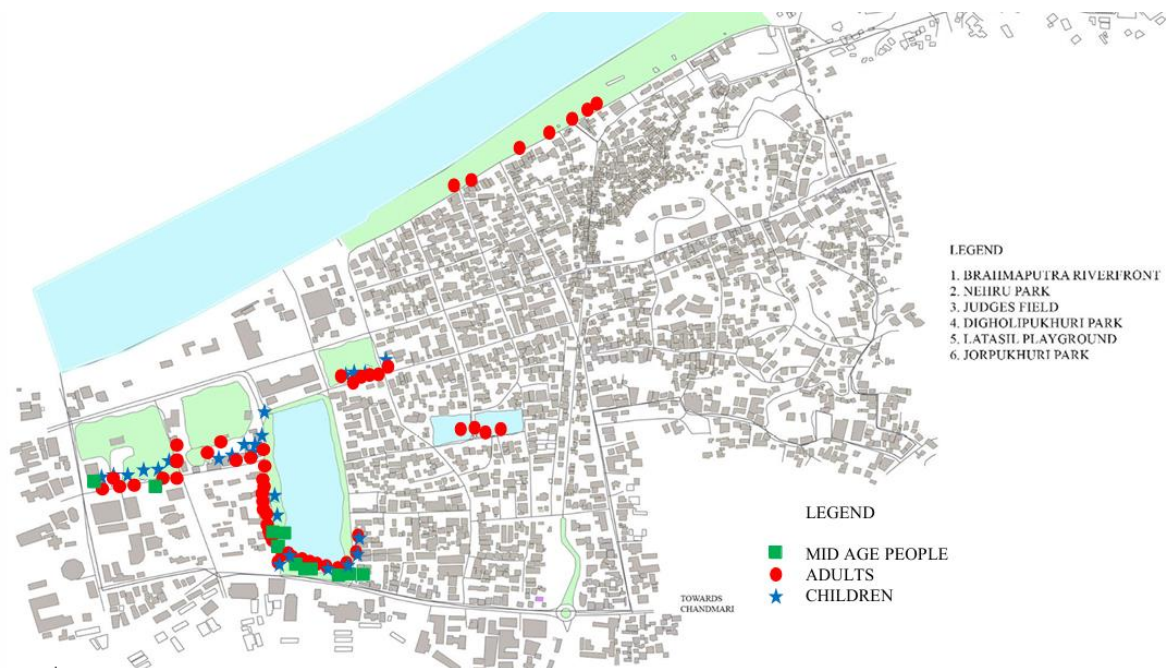 LEGEND
1. BRAHMAPUTRA RIVERFRONT
2. NEHRU PARK
3. JUDGES FIELD
4. DIGHOLIPUKHURI PARK
5. LATASIL PLAYGROUND
6. JORPUKHURI PARK
LEGEND
MID AGE PEOPLE
ADULTS
CHILDREN
TOWARDS
CHANDMARI